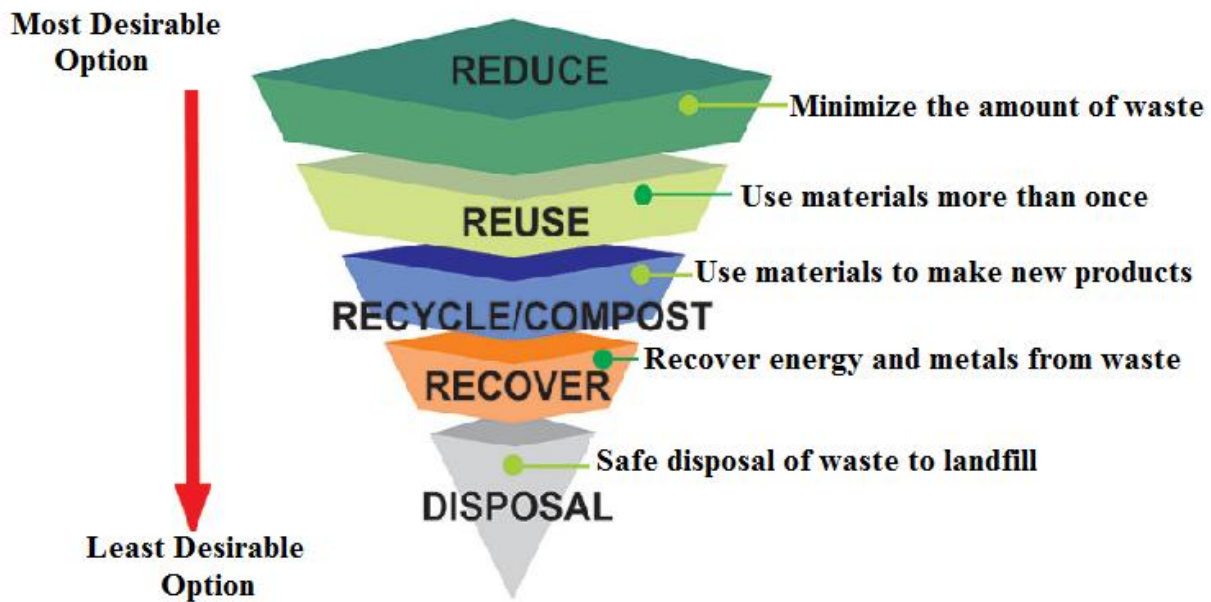 Most Desirable
Option
REDUCE
Minimize the amount of waste
Use materials more than once
REUSE
Use materials to make new products
RECYCLE/COMPOST
Recover energy and metals from waste
RECOVER
Safe disposal of waste to landfill
DISPOSAL
Least Desirable
Option